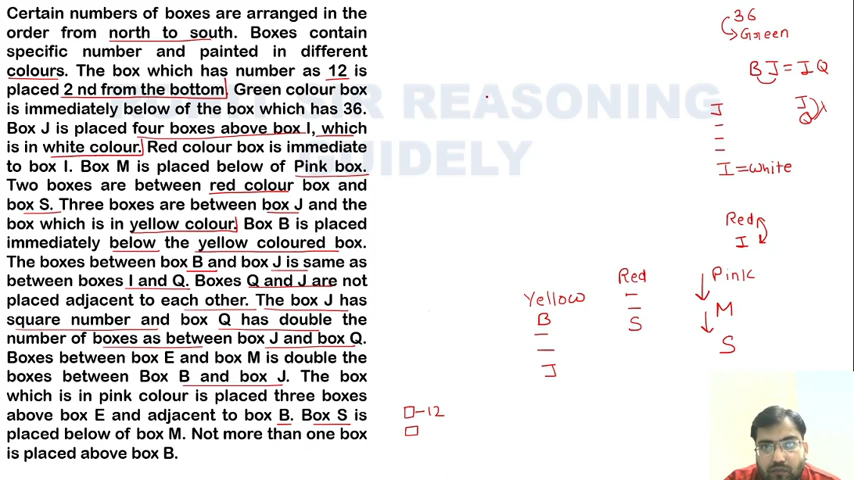 Certain numbers of boxes are arranged in the
order from north to south. Boxes contain
specific number and painted in different
colours. The box which has number as 12 is
placed 2 nd from the bottom. Green colour box
is immediately below of the box which has 36.
Box J is placed four boxes above box I, which
is in white colour. Red colour box is immediate
to box I. Box M is placed below of Pink box.
Two boxes are between red colour box and
box S. Three boxes are between box J and the
box which is in yellow colour. Box B is placed
immediately below the yellow coloured box.
The boxes between box B and box J is same as
between boxes I and Q. Boxes Q and J are not
placed adjacent to each other. The box J has
square number and box Q has double the
number of boxes as between box J and box Q.
Boxes between box E and box M is double the
boxes between Box B and box J. The box
which is in pink colour is placed three boxes
above box E and adjacent to box B. Box S is
placed below of box M. Not more than one box
is placed above box B.
REASONING
GUIDELY
36
Green
B J = I Q
J
I = White
J
Q
Red
I
Pink
M
S
Red
S
Yellow
B
J
-12